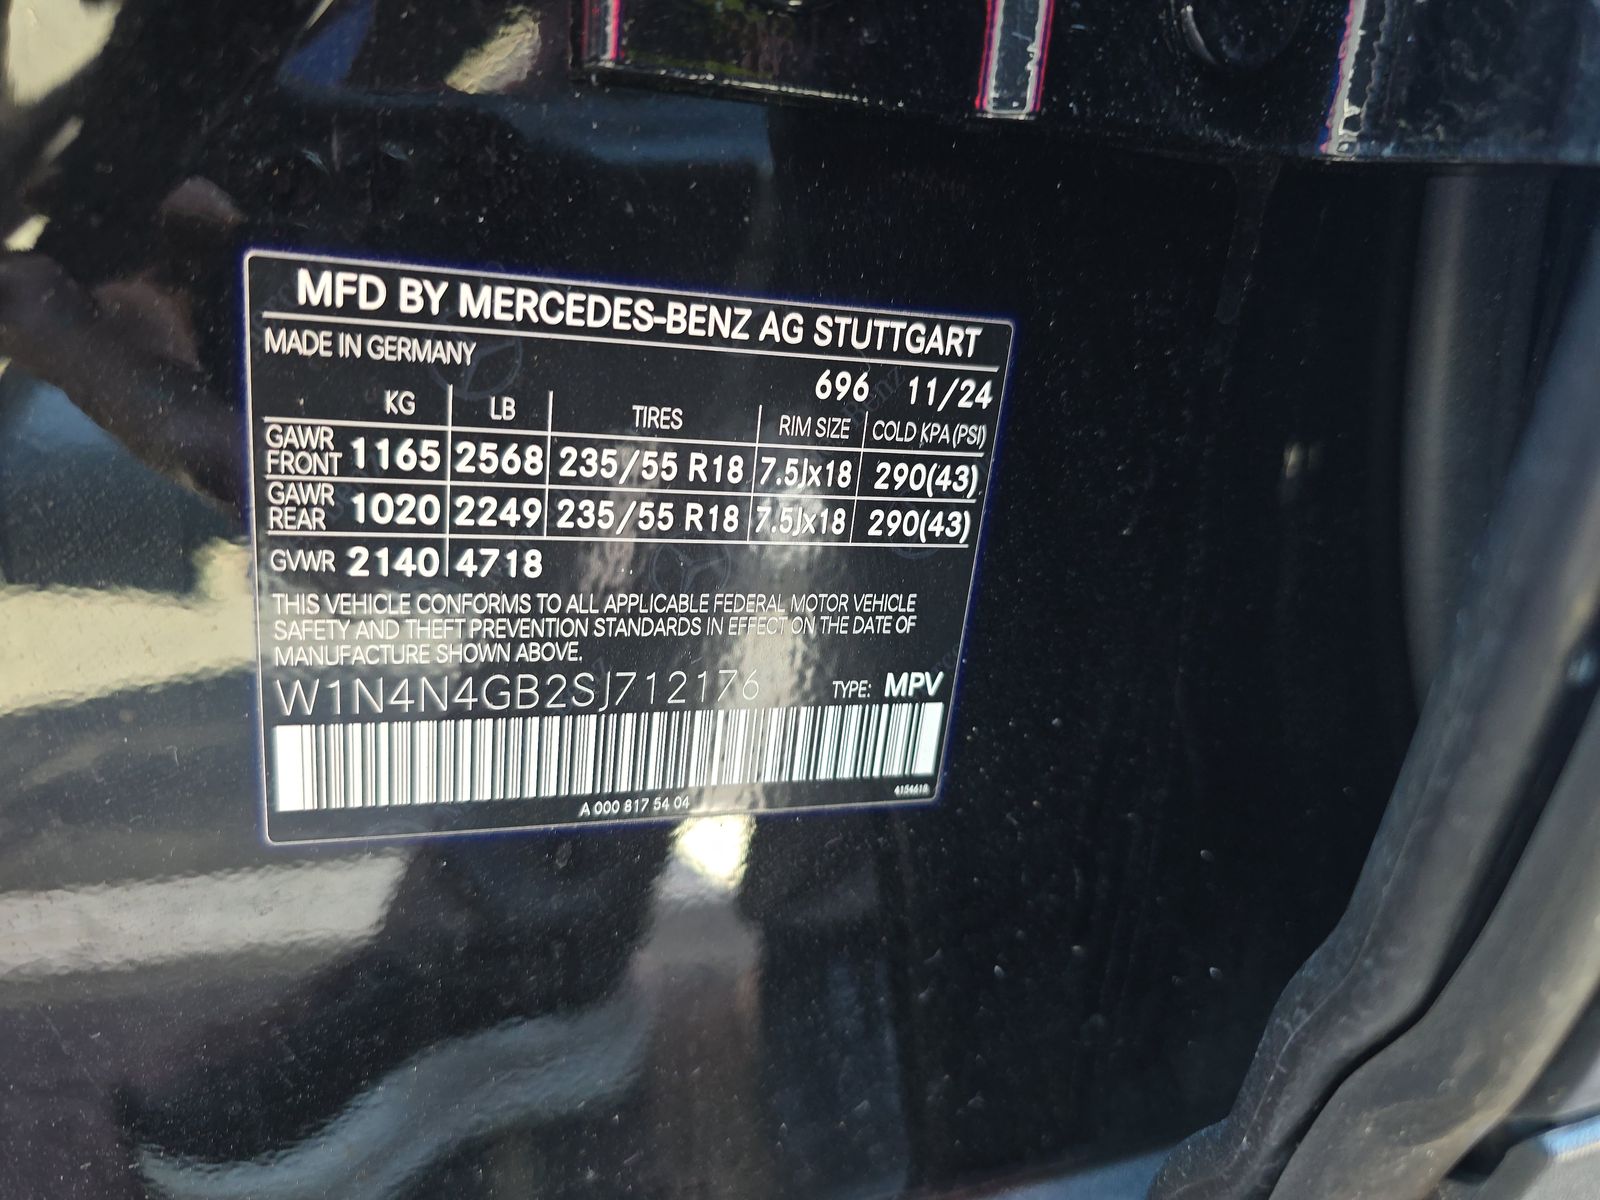 MFD BY MERCEDES-BENZ AG STUTTGART
MADE IN GERMANY
696 11/24
KG LB TIRES RIM SIZE COLD KPA (PSI)
GAWR FRONT 1165 2568 235/55 R18 7.5Jx18 290(43)
GAWR REAR 1020 2249 235/55 R18 7.5Jx18 290(43)
GVWR 2140 4718
THIS VEHICLE CONFORMS TO ALL APPLICABLE FEDERAL MOTOR VEHICLE
SAFETY AND THEFT PREVENTION STANDARDS IN EFFECT ON THE DATE OF
MANUFACTURE SHOWN ABOVE.
W1N4N4GB2SJ712176 TYPE: MPV
A 000 817 54 04